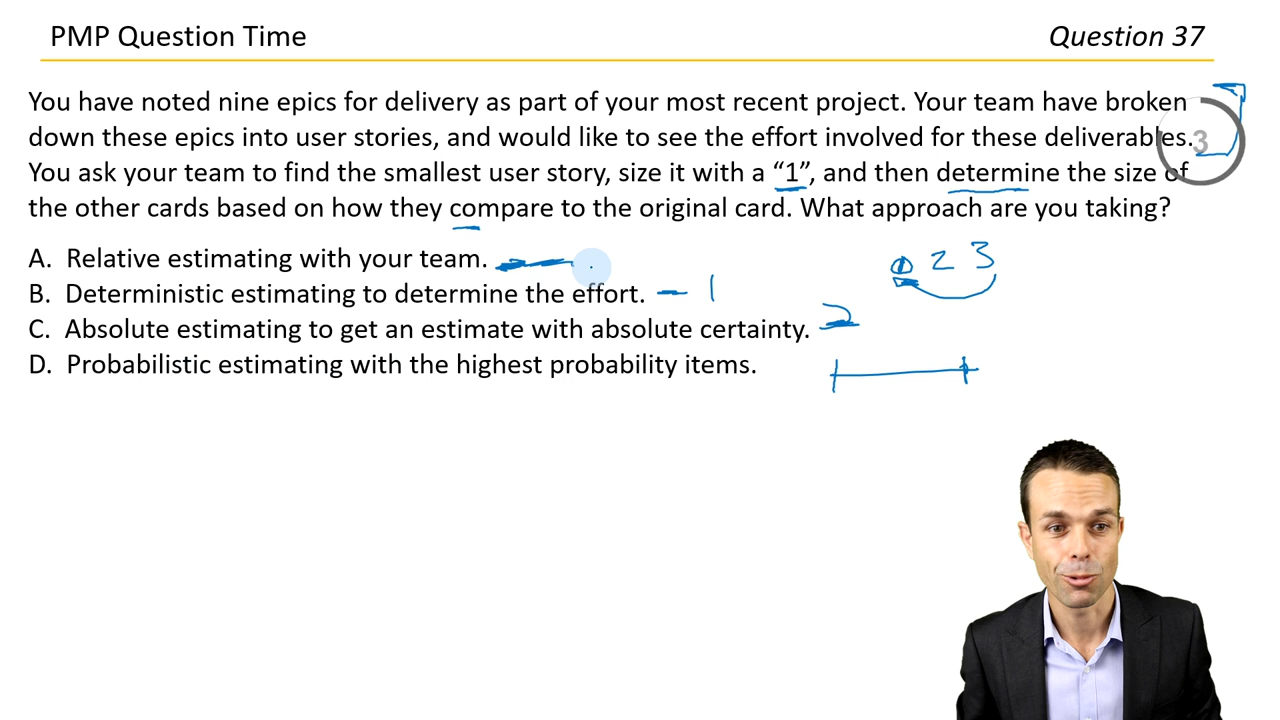 PMP Question Time
Question 37
You have noted nine epics for delivery as part of your most recent project. Your team have broken
down these epics into user stories, and would like to see the effort involved for these deliverables.
3
You ask your team to find the smallest user story, size it with a “1”, and then determine the size of
the other cards based on how they compare to the original card. What approach are you taking?
A. Relative estimating with your team.
1 2 3
B. Deterministic estimating to determine the effort. - 1
C. Absolute estimating to get an estimate with absolute certainty.
D. Probabilistic estimating with the highest probability items.